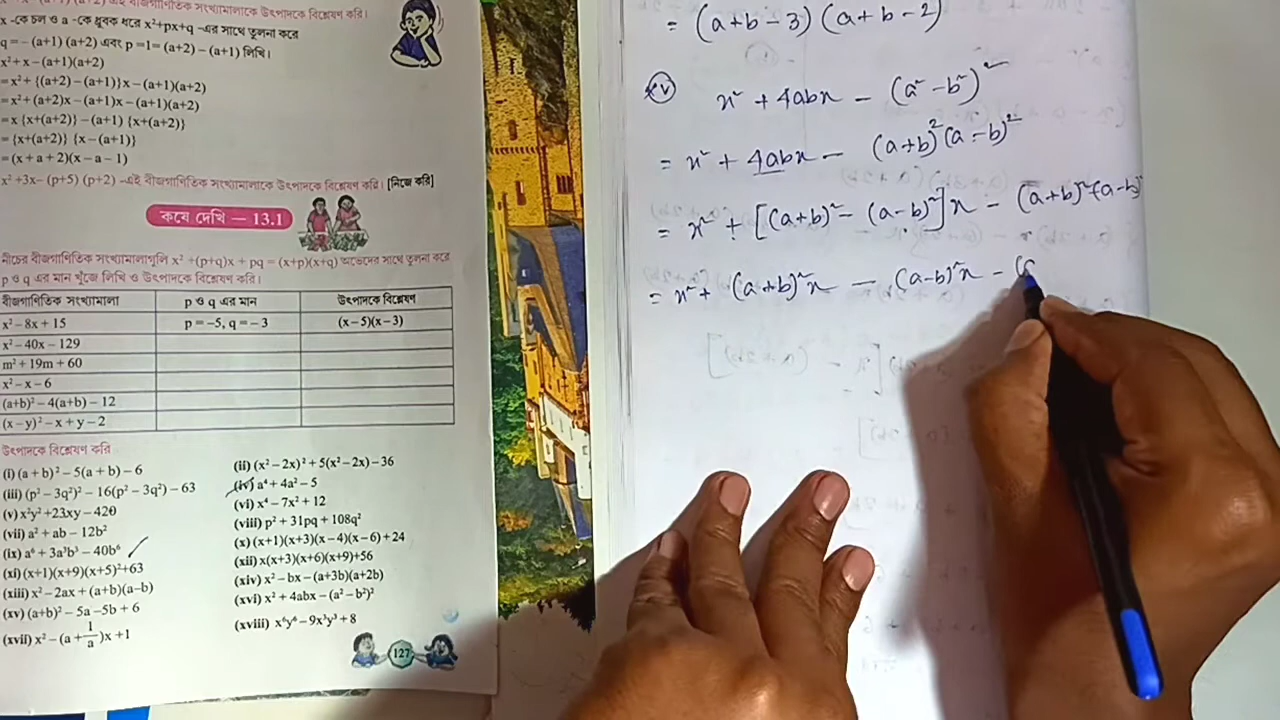 x -কে চল ও a -কে ধ্রুবক ধরে x²+px+q -এর সাথে তুলনা করে
q = – (a+1) (a+2) এবং p =1= (a+2) – (a+1) লিখি।
x² + x – (a+1)(a+2)
= x² + {(a+2) – (a+1)}x – (a+1)(a+2)
= x² + (a+2)x – (a+1)x – (a+1)(a+2)
= x {x+(a+2)} – (a+1) {x+(a+2)}
= {x+(a+2)} {x–(a+1)}
= (x + a + 2)(x – a – 1)
x² +3x– (p+5) (p+2) -এই বীজগাণিতিক সংখ্যামালাকে উৎপাদকে বিশ্লেষণ করি। [নিজে করি]
কষে দেখি — 13.1
নীচের বীজগাণিতিক সংখ্যামালাগুলি x² +(p+q)x + pq = (x+p)(x+q) অভেদের সাথে তুলনা করে
p ও q এর মান খুঁজে লিখি ও উৎপাদকে বিশ্লেষণ করি।
বীজগাণিতিক সংখ্যামালা p ও q এর মান উৎপাদকে বিশ্লেষণ
x² – 8x + 15 p = –5, q = – 3 (x–5)(x–3)
x² – 40x – 129
m² + 19m + 60
x² – x – 6
(a+b)² – 4(a+b) – 12
(x – y)² – x + y – 2
উৎপাদকে বিশ্লেষণ করি
(i) (a + b)² – 5(a + b) – 6
(ii) (x² – 2x)² + 5(x² – 2x) – 36
(iii) (p² – 3q²)² – 16(p² – 3q²) – 63
(iv) a⁴ + 4a² – 5
(v) x²y² +23xy – 420
(vi) x⁴ – 7x² + 12
(vii) a² + ab – 12b²
(viii) p² + 31pq + 108q²
(ix) a⁶ + 3a³b³ – 40b⁶
(x) (x+1)(x+3)(x–4)(x–6) + 24
(xi) (x+1)(x+9)(x+5)²+63
(xii) x(x+3)(x+6)(x+9)+56
(xiii) x² – 2ax + (a+b)(a–b)
(xiv) x² – bx – (a+3b)(a+2b)
(xv) (a+b)² – 5a –5b + 6
(xvi) x² + 4abx – (a² – b²)²
(xvii) x² – (a + 1/a)x + 1
(xviii) x⁶y⁶ – 9x³y³ + 8
127
= (a+b – 3) (a+b – 2)
x² + 4abx – (a² – b²)²
= x² + 4abx – (a+b)² (a – b)²
= x² + [(a+b)² – (a–b)²] x – (a+b)² (a–b)²
= x² + (a+b)² x – (a–b)² x – (